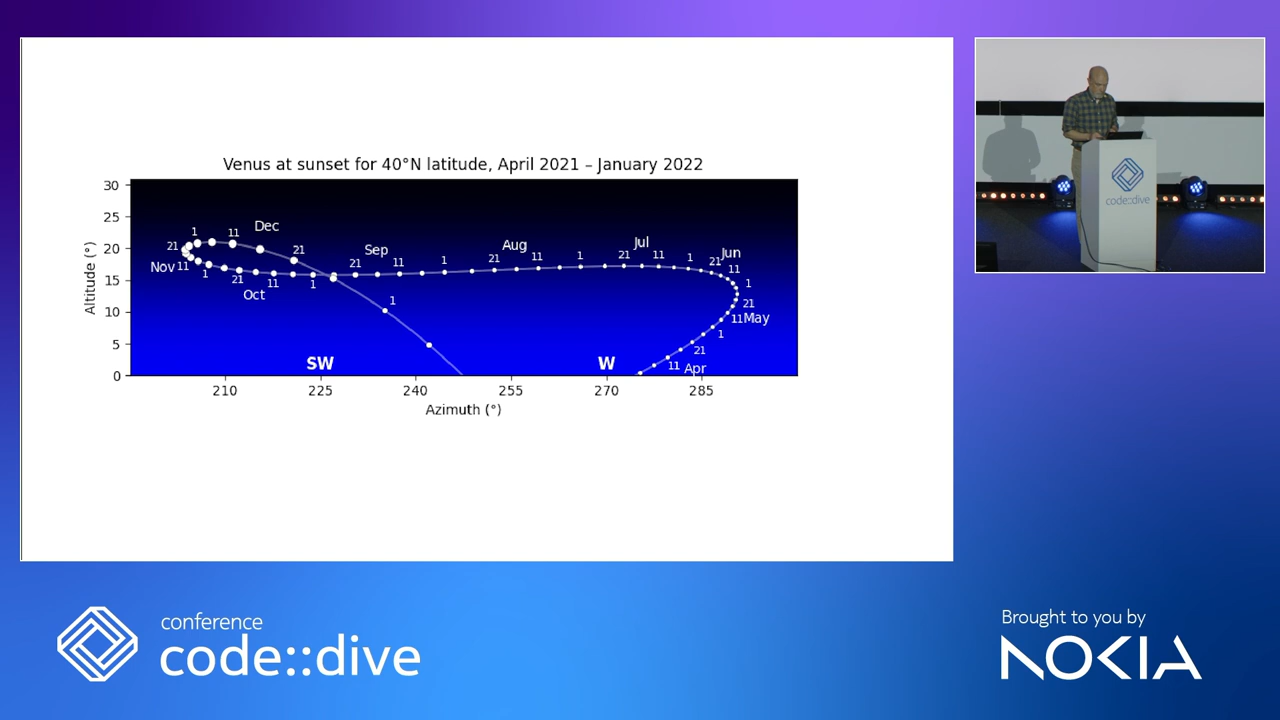 Venus at sunset for 40°N latitude, April 2021 – January 2022
30
25
20
15
10
5
0
Altitude (°)
1
11
Dec
21
21
Nov
11
1
21
Oct
11
1
21
Sep
11
1
21
Aug
11
1
21
Jul
11
1
21
Jun
11
1
21
11
May
1
21
11
Apr
1
SW
W
210
225
240
255
270
285
Azimuth (°)
code::dive
conference
code::dive
Brought to you by
NOKIA